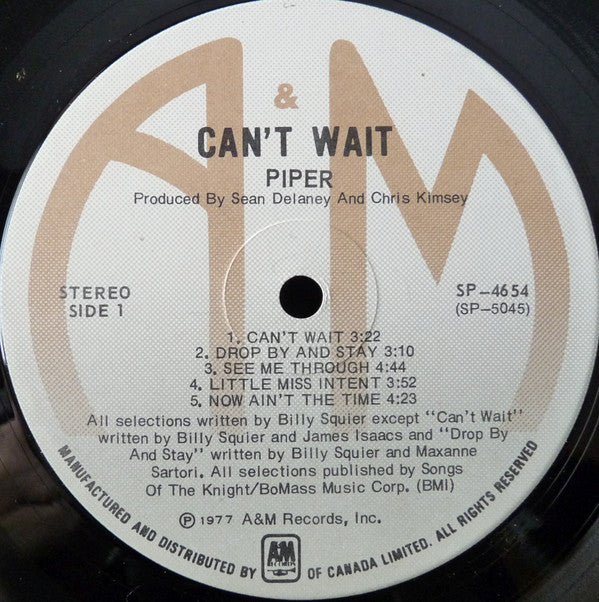 &
CAN'T WAIT
PIPER
Produced By Sean Delaney And Chris Kimsey
STEREO
SIDE 1
SP-4654
(SP-5045)
1. CAN'T WAIT 3:22
2. DROP BY AND STAY 3:10
3. SEE ME THROUGH 4:44
4. LITTLE MISS INTENT 3:52
5. NOW AIN'T THE TIME 4:23
All selections written by Billy Squier except "Can't Wait"
written by Billy Squier and James Isaacs and "Drop By
And Stay" written by Billy Squier and Maxanne
Sartori. All selections published by Songs
Of The Knight/BoMass Music Corp. (BMI)
Ⓟ 1977 A&M Records, Inc.
MANUFACTURED AND DISTRIBUTED BY A&M RECORDS OF CANADA LIMITED. ALL RIGHTS RESERVED